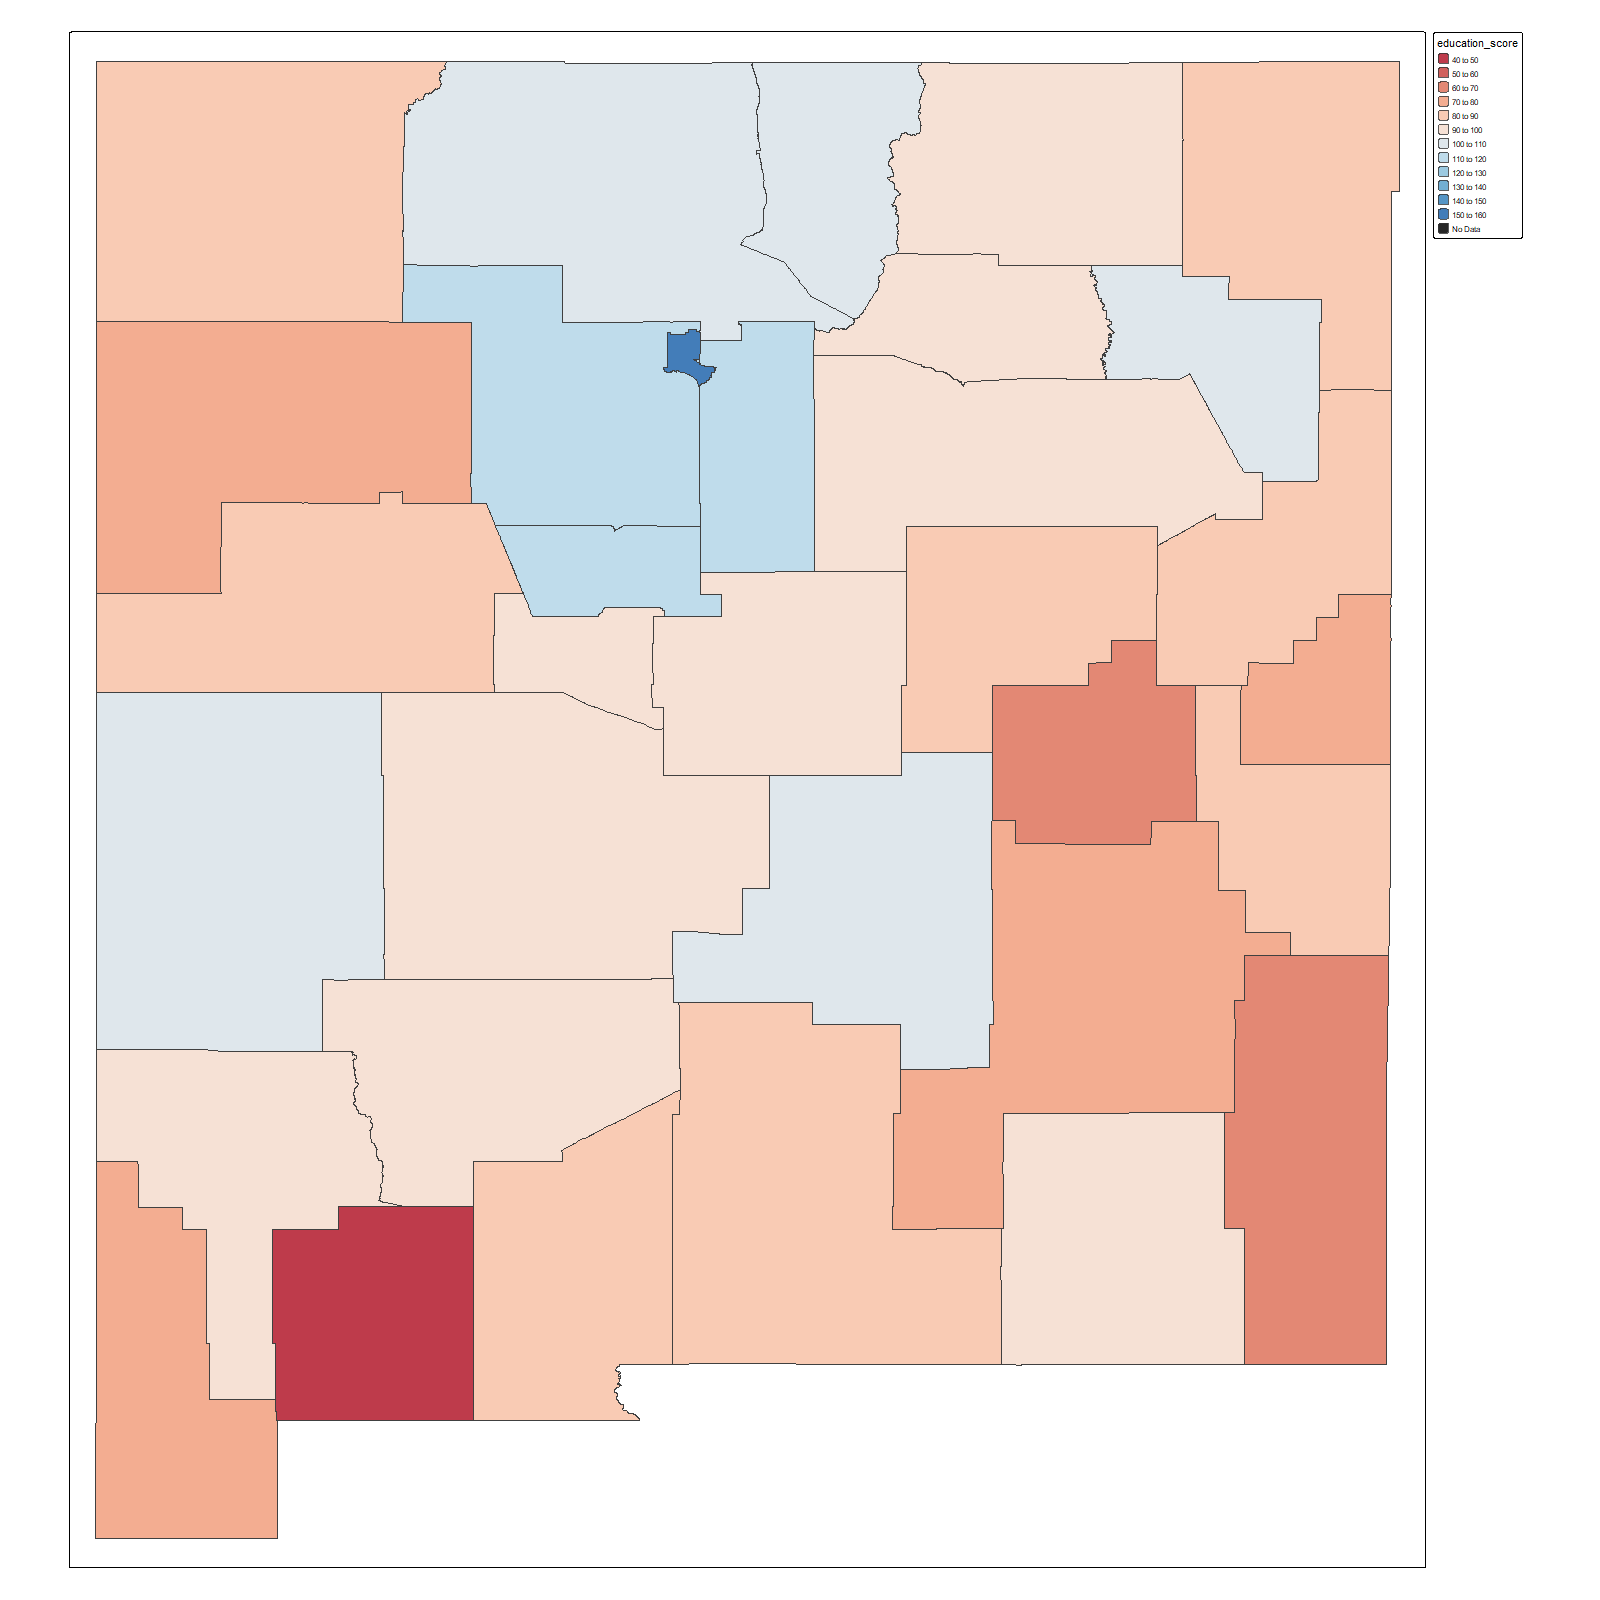 education_score
40 to 50
50 to 60
60 to 70
70 to 80
80 to 90
90 to 100
100 to 110
110 to 120
120 to 130
130 to 140
140 to 150
150 to 160
No Data